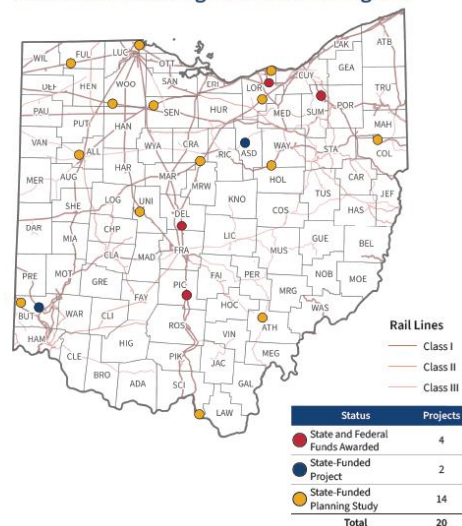 LAK
ATB
WIL
FUL
LUC
OTT
CUY
GEA
DEF
HEN
WOO
SAN
ERI
LOR
TRU
PAU
HUR
MED
SUM
POR
PUT
HAN
SEN
MAH
VAN
ALL
WYA
CRA
RIC
ASD
WAY
STA
COL
MER
AUG
HAR
MAR
MRW
HOL
CAR
JEF
SHE
LOG
UNI
DEL
KNO
COS
TUS
HAS
DAR
MIA
CHP
LIC
GUE
BEL
CLA
MAD
FRA
MUS
PRE
MOT
GRE
FAI
PER
NOB
MOE
FAY
PIC
MRG
BUT
WAR
CLI
ROS
HOC
ATH
WAS
HAM
HIG
VIN
MEG
CLE
PIK
JAC
BRO
ADA
SCI
GAL
LAW
Rail Lines
Class I
Class II
Class III
Status Projects
State and Federal
Funds Awarded 4
State-Funded
Project 2
State-Funded
Planning Study 14
Total 20